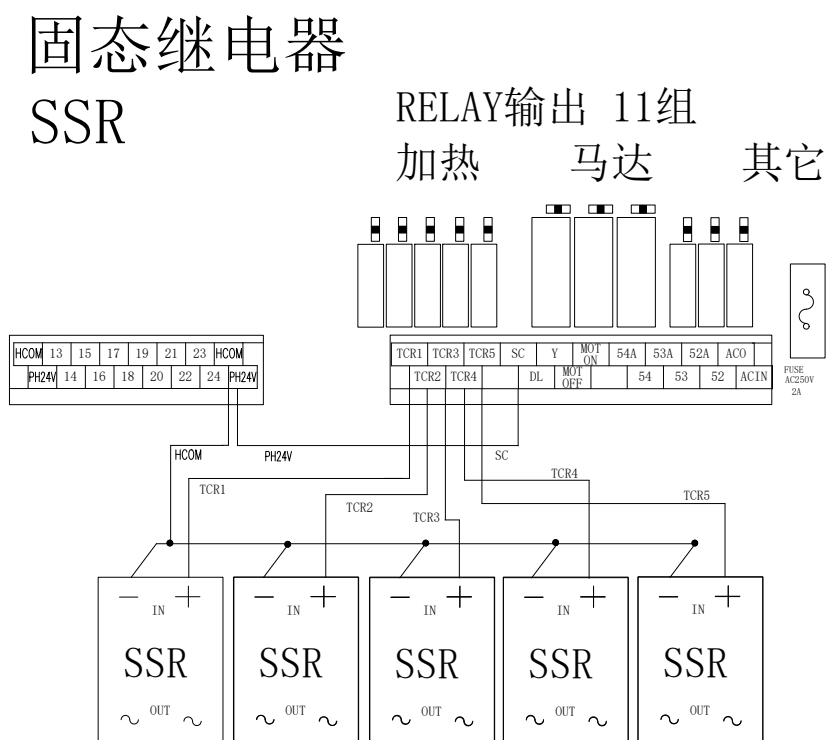 固态继电器
SSR
RELAY输出 11组
加热 马达 其它
HCOM 13 15 17 19 21 23 HCOM
PH24V 14 16 18 20 22 24 PH24V
TCR1 TCR3 TCR5 SC Y MOT ON 54A 53A 52A ACO
TCR2 TCR4 DL MOT OFF 54 53 52 ACIN
FUSE
AC250V
2A
HCOM PH24V SC
TCR4
TCR1 TCR5
TCR2
TCR3
IN IN IN IN IN
SSR SSR SSR SSR SSR
OUT OUT OUT OUT OUT